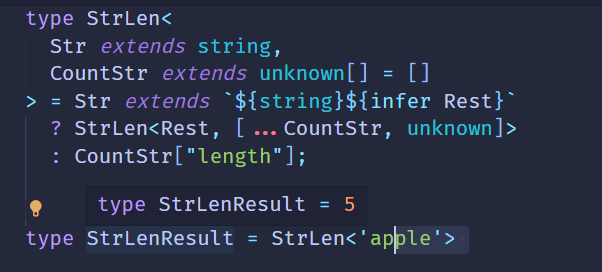 type StrLen<
Str extends string,
CountStr extends unknown[] = []
> = Str extends `${string}${infer Rest}`
? StrLen<Rest, [...CountStr, unknown]>
: CountStr["length"];
type StrLenResult = 5
type StrLenResult = StrLen<'apple'>